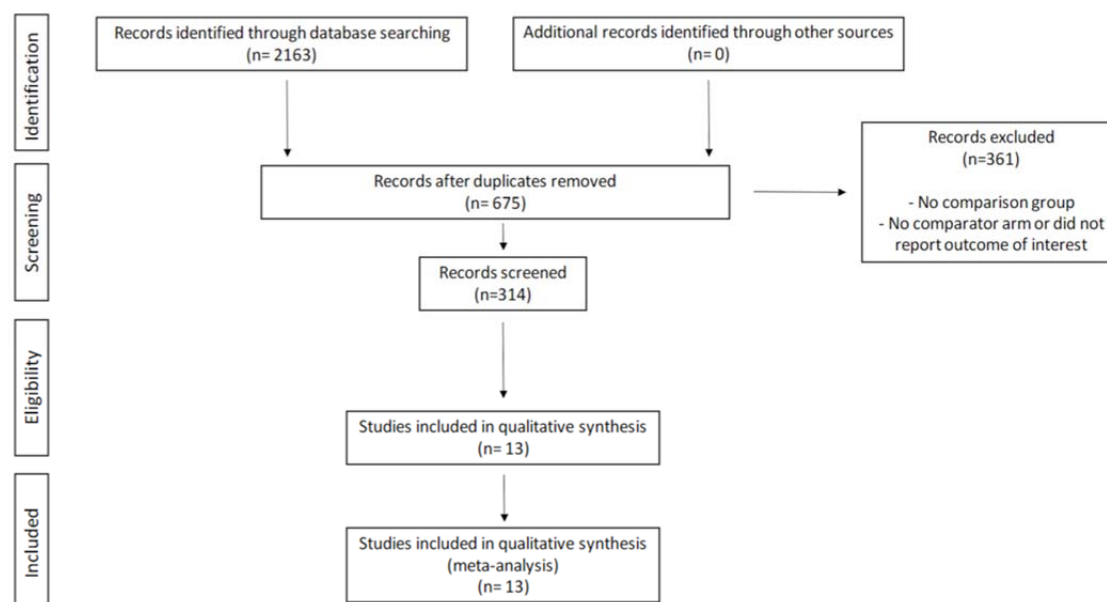 Identification
Records identified through database searching
(n= 2163)
Additional records identified through other sources
(n= 0)
Records excluded
(n=361)
- No comparison group
- No comparator arm or did not
report outcome of interest
Screening
Records after duplicates removed
(n= 675)
Records screened
(n=314)
Eligibility
Studies included in qualitative synthesis
(n= 13)
Included
Studies included in qualitative synthesis
(meta-analysis)
(n= 13)